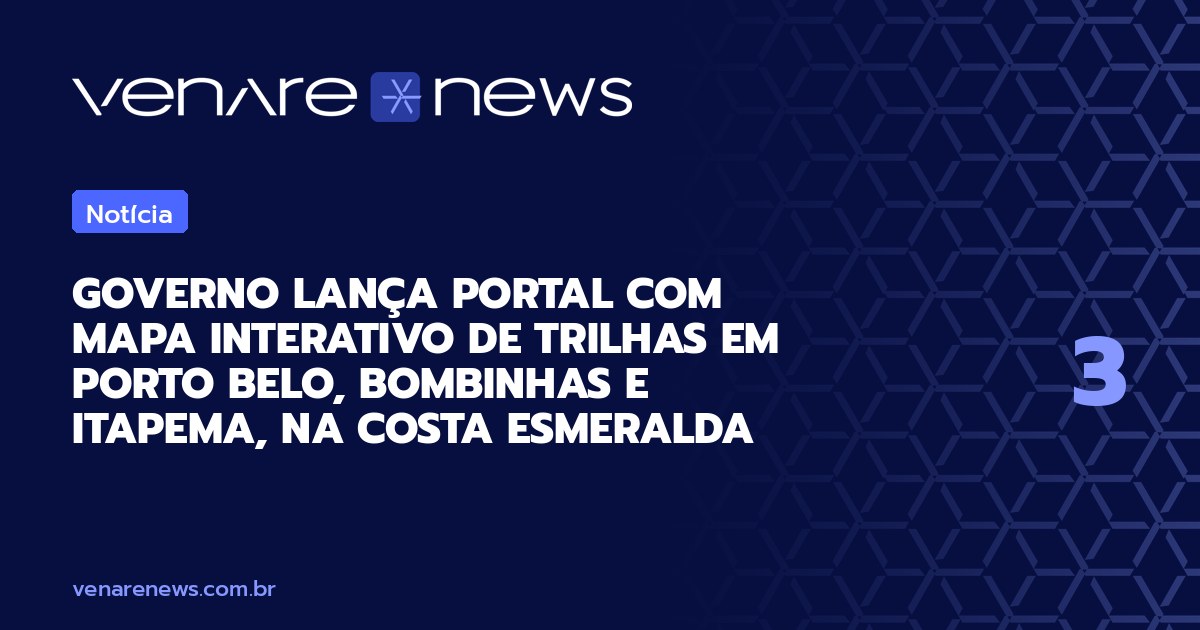 venare news
Notícia
GOVERNO LANÇA PORTAL COM
MAPA INTERATIVO DE TRILHAS EM
PORTO BELO, BOMBINHAS E
ITAPEMA, NA COSTA ESMERALDA
3
venarenews.com.br